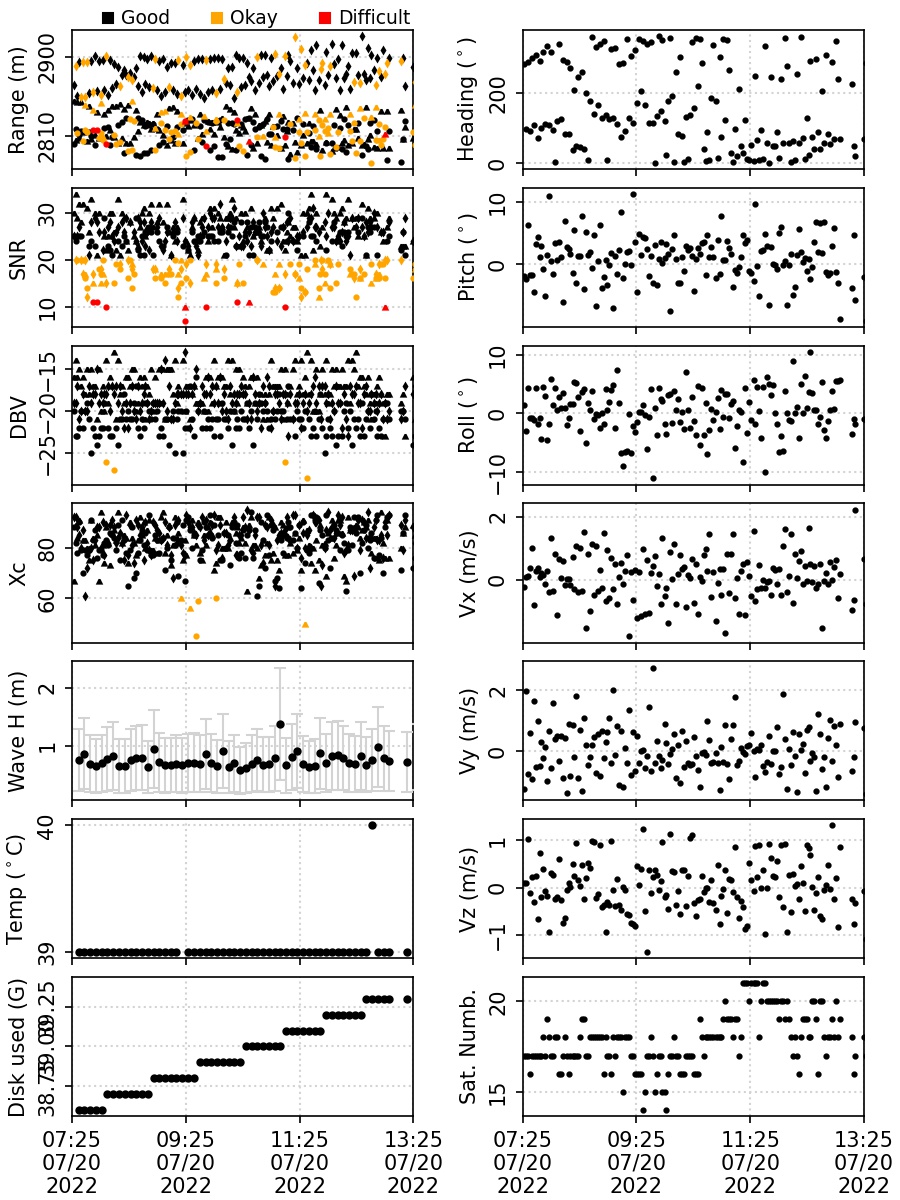 Good Okay Difficult
Range (m)
2900
2810
Heading (°)
200
0
SNR
30
20
10
Pitch (°)
10
0
DBV
−15
−20
−25
Roll (°)
10
0
−10
Xc
80
60
Vx (m/s)
2
0
Wave H (m)
2
1
Vy (m/s)
2
0
Temp (°C)
40
39
Vz (m/s)
1
0
−1
Disk used (G)
39.25
39.00
38.75
Sat. Numb.
20
15
07:25 09:25 11:25 13:25 07:25 09:25 11:25 13:25
07/20 07/20 07/20 07/20 07/20 07/20 07/20 07/20
2022 2022 2022 2022 2022 2022 2022 2022